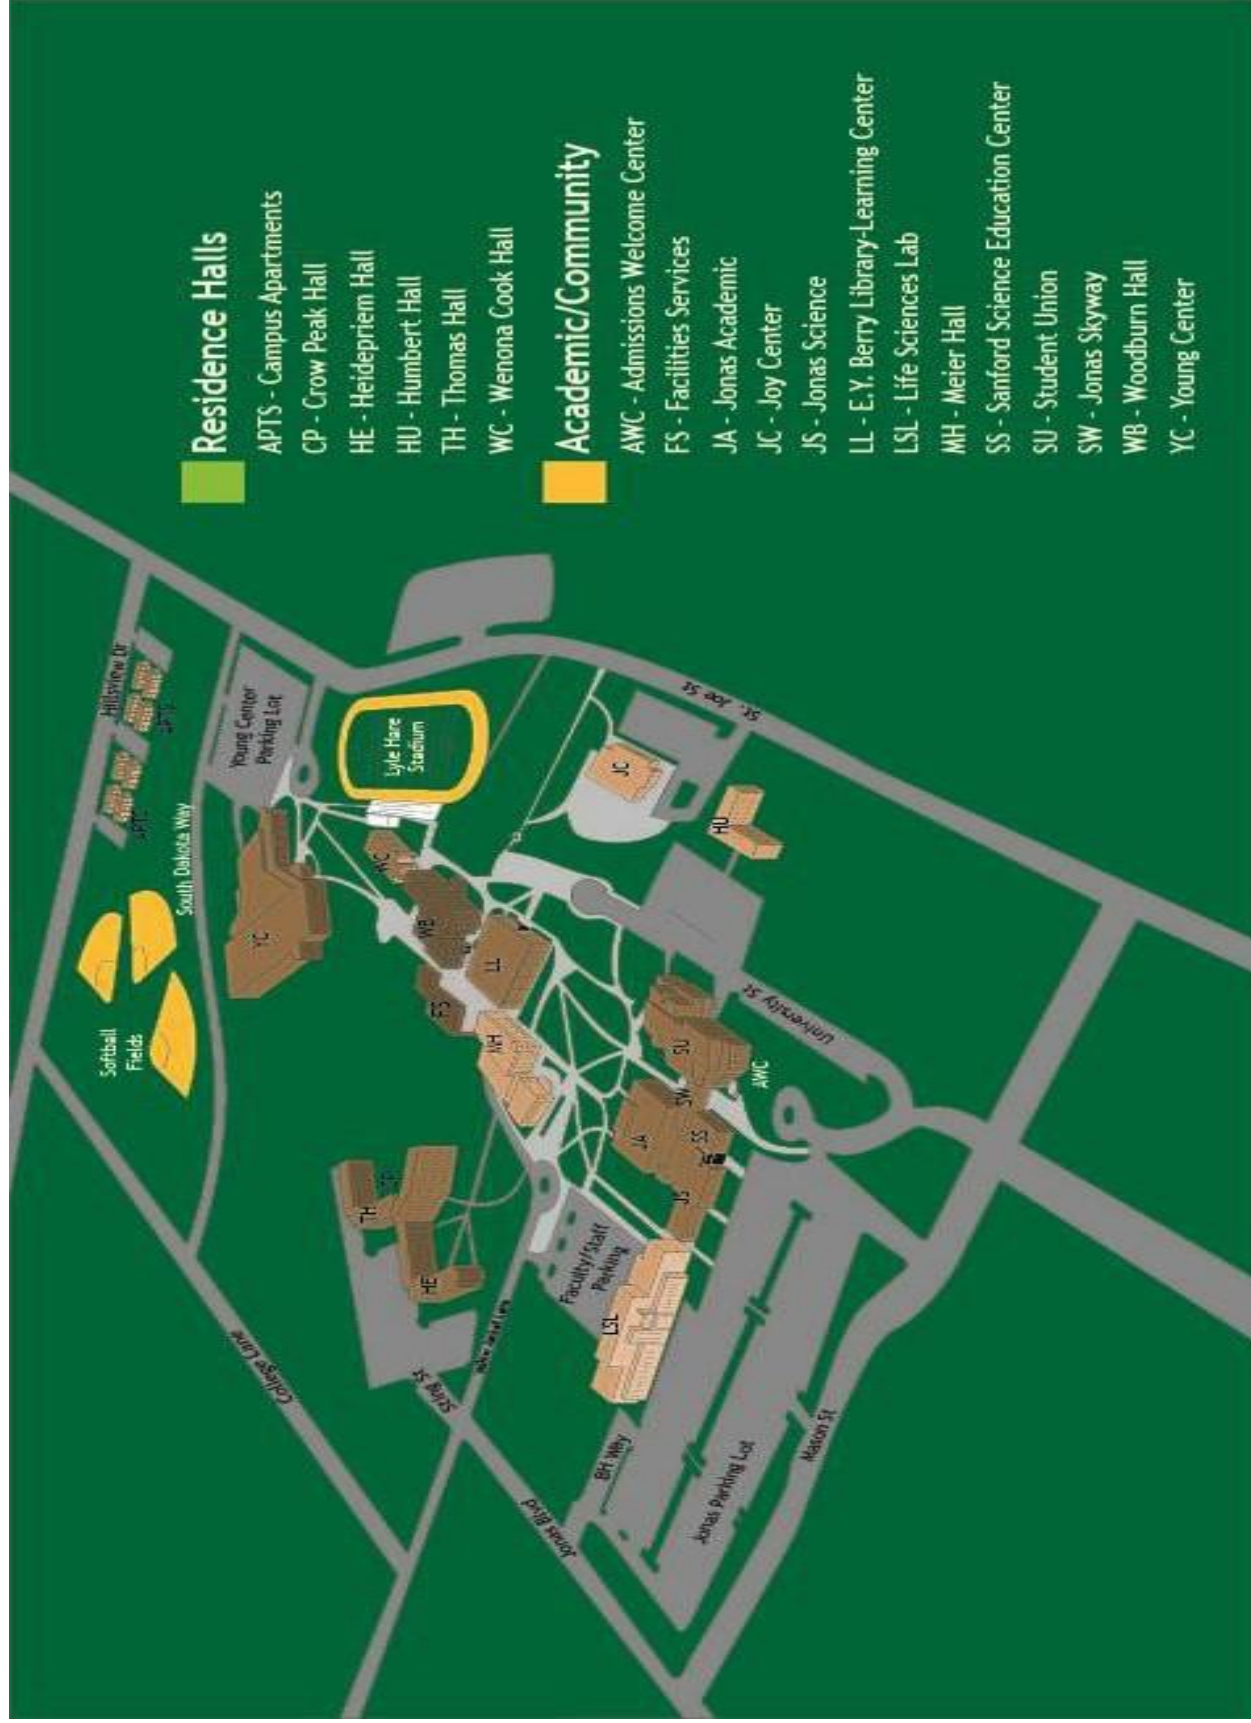 Residence Halls
APTS - Campus Apartments
CP - Crow Peak Hall
HE - Heidepriem Hall
HU - Humbert Hall
TH - Thomas Hall
WC - Wenona Cook Hall
Academic/Community
AWC - Admissions Welcome Center
FS - Facilities Services
JA - Jonas Academic
JC - Joy Center
JS - Jonas Science
LL - E.Y. Berry Library-Learning Center
LSL - Life Sciences Lab
MH - Meier Hall
SS - Sanford Science Education Center
SU - Student Union
SW - Jonas Skyway
WB - Woodburn Hall
YC - Young Center
Hillsview Dr
APTS
APTS
Softball
Fields
South Dakota Way
Young Center
Parking Lot
YC
Lyle Hare
Stadium
WC
WB
FS
LL
MH
TH
CP
HE
College Lane
Stling St
Faculty/Staff
Parking
LSL
JS
JA
SS
SW
SU
AWC
University St
HU
JC
St. Joe St
BH Way
Jonas Blvd
Jonas Parking Lot
Mason St